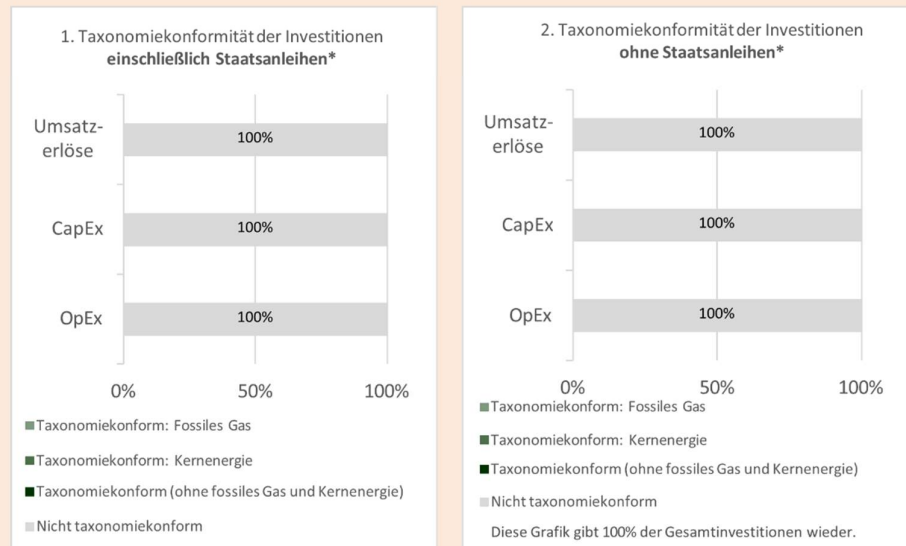 1. Taxonomiekonformität der Investitionen
einschließlich Staatsanleihen*
Umsatz-
erlöse
100%
CapEx
100%
OpEx
100%
0%
50%
100%
Taxonomiekonform: Fossiles Gas
Taxonomiekonform: Kernenergie
Taxonomiekonform (ohne fossiles Gas und Kernenergie)
Nicht taxonomiekonform
2. Taxonomiekonformität der Investitionen
ohne Staatsanleihen*
Umsatz-
erlöse
100%
CapEx
100%
OpEx
100%
0%
50%
100%
Taxonomiekonform: Fossiles Gas
Taxonomiekonform: Kernenergie
Taxonomiekonform (ohne fossiles Gas und Kernenergie)
Nicht taxonomiekonform
Diese Grafik gibt 100% der Gesamtinvestitionen wieder.